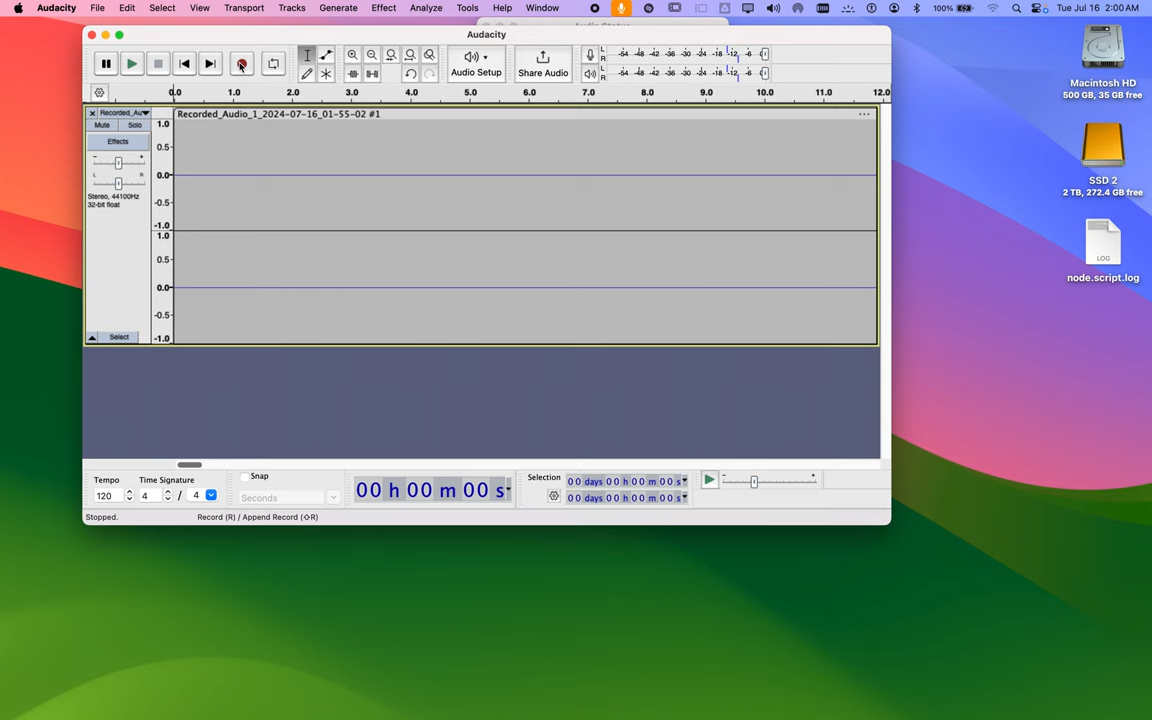 Audacity File Edit Select View Transport Tracks Generate Effect Analyze Tools Help Window 100% Tue Jul 16 2:00 AM
Audacity
Audio Setup Share Audio
L R -54 -48 -42 -36 -30 -24 -18 -12 -6 0
L R -54 -48 -42 -36 -30 -24 -18 -12 -6 0
0.0 1.0 2.0 3.0 4.0 5.0 6.0 7.0 8.0 9.0 10.0 11.0 12.0
× Recorded_Au▼ Recorded_Audio_1_2024-07-16_01-55-02 #1 ...
Mute Solo
Effects
- +
L R
Stereo, 44100Hz
32-bit float
Select
1.0
0.5-
0.0-
-0.5-
-1.0
1.0
0.5-
0.0-
-0.5-
-1.0
Tempo
120
Time Signature
4 / 4
Snap
Seconds
00 h 00 m 00 s
Selection
00 days 00 h 00 m 00 s
00 days 00 h 00 m 00 s
- +
Stopped. Record (R) / Append Record (⇧R)
Macintosh HD
500 GB, 35 GB free
SSD 2
2 TB, 272.4 GB free
LOG
node.script.log